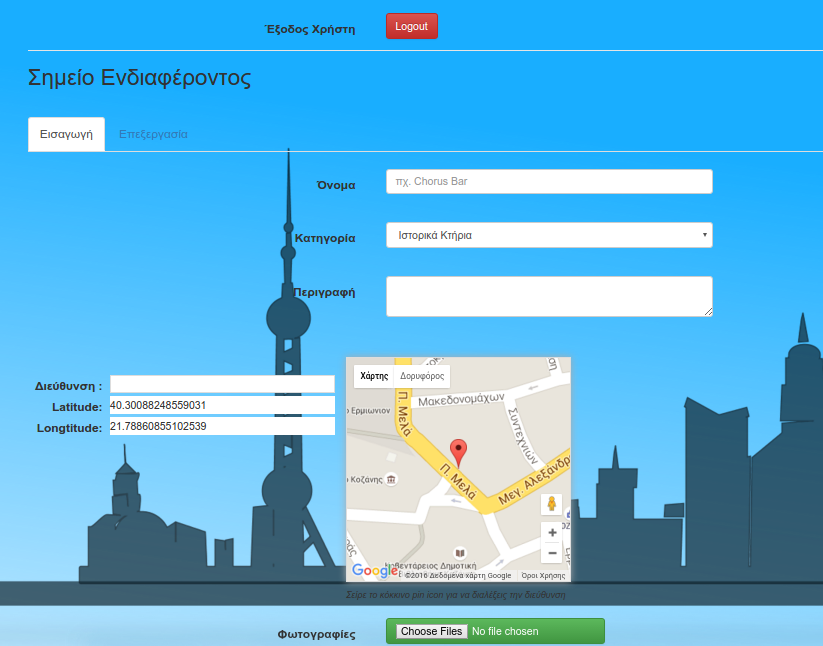 Έξοδος Χρήστη
Logout
Σημείο Ενδιαφέροντος
Εισαγωγή Επεξεργασία
Όνομα
πχ. Chorus Bar
Κατηγορία
Ιστορικά Κτήρια
Περιγραφή
Διεύθυνση :
Latitude: 40.30088248559031
Longtitude: 21.78860855102539
Χάρτης Δορυφόρος
Μακεδονομάχων
Ερμιωνιον
Π. Μελά
Συντεχνιών
Κοζάνης
Π. Μελά
Μεγ. Αλεξάνδρ
Δημοτική
Google
©2016 Δεδομένα χάρτη Google Όροι Χρήσης
Σείρε το κόκκινο pin icon για να διαλέξεις την διεύθυνση
Φωτογραφίες
Choose Files No file chosen